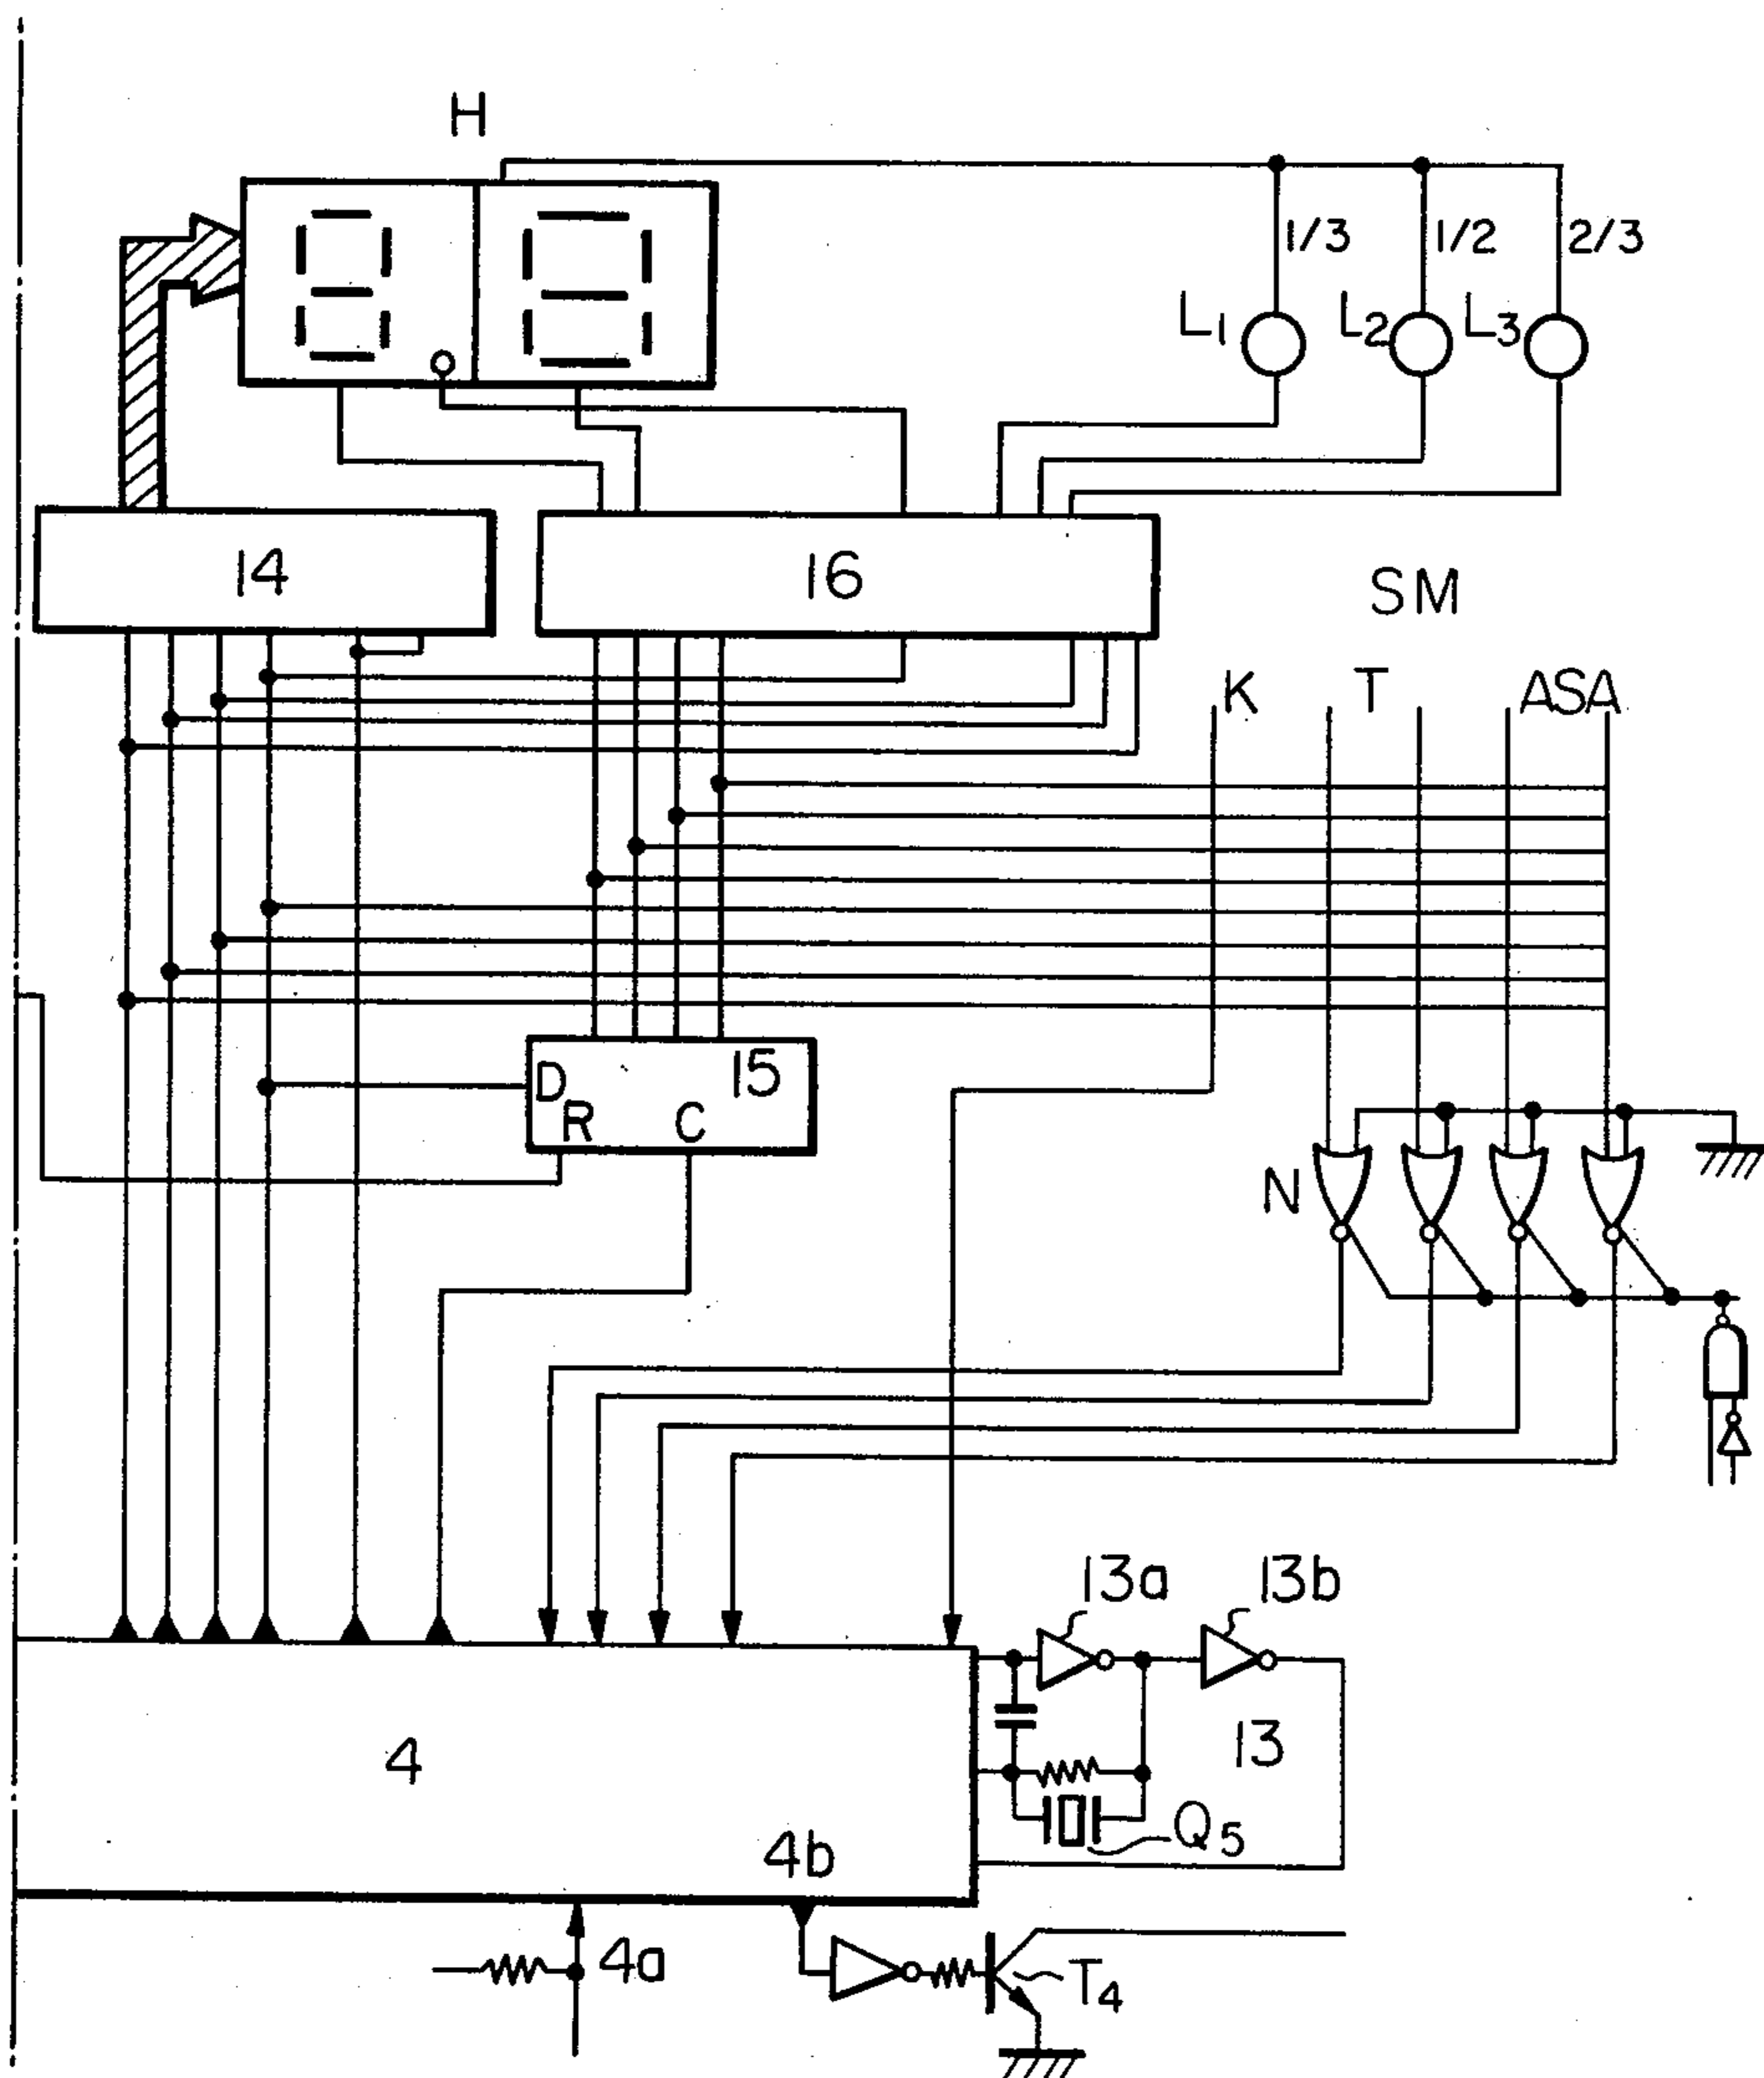 H
1/3 1/2 2/3
L1 L2 L3
14 16
SM
K T ASA
D 15
R C
N
13a 13b
4 13
4b Q5
4a T4